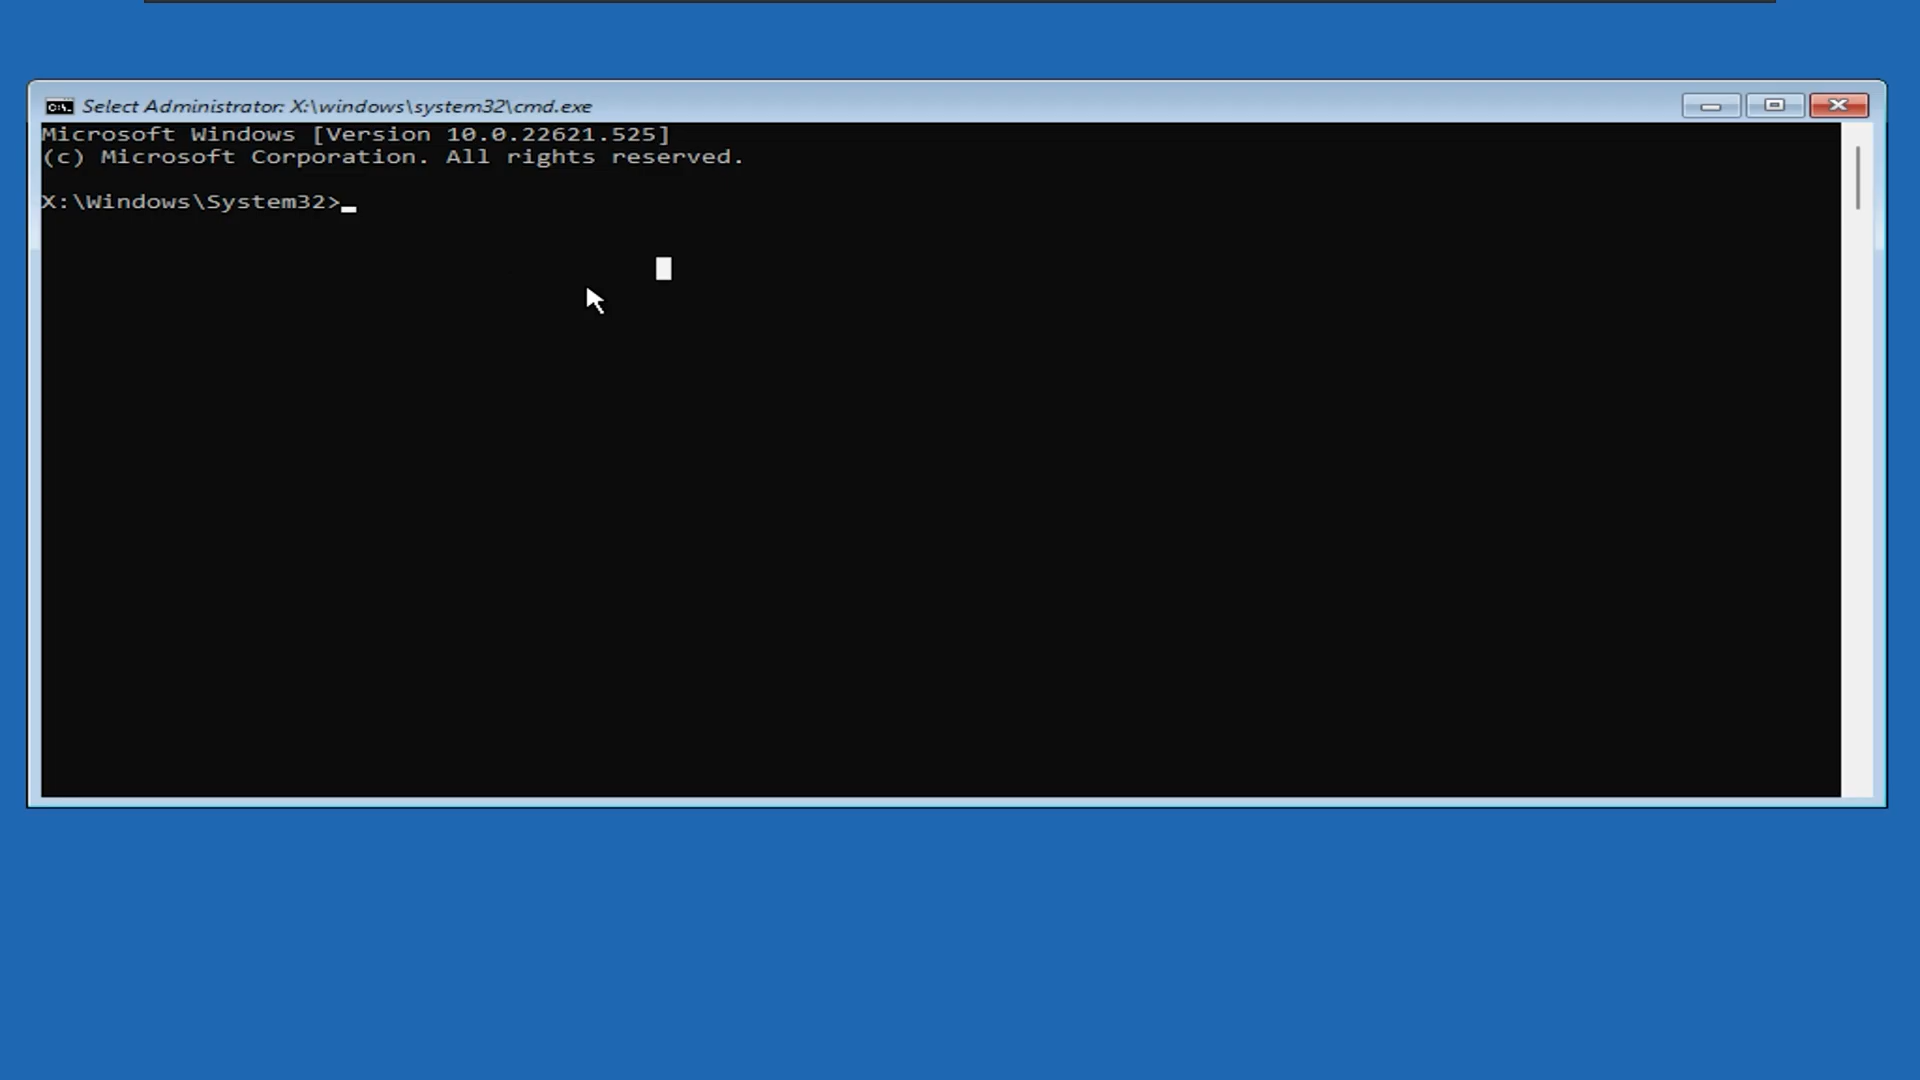 Select Administrator: X:\windows\system32\cmd.exe
Microsoft Windows [Version 10.0.22621.525]
(c) Microsoft Corporation. All rights reserved.
X:\Windows\System32>